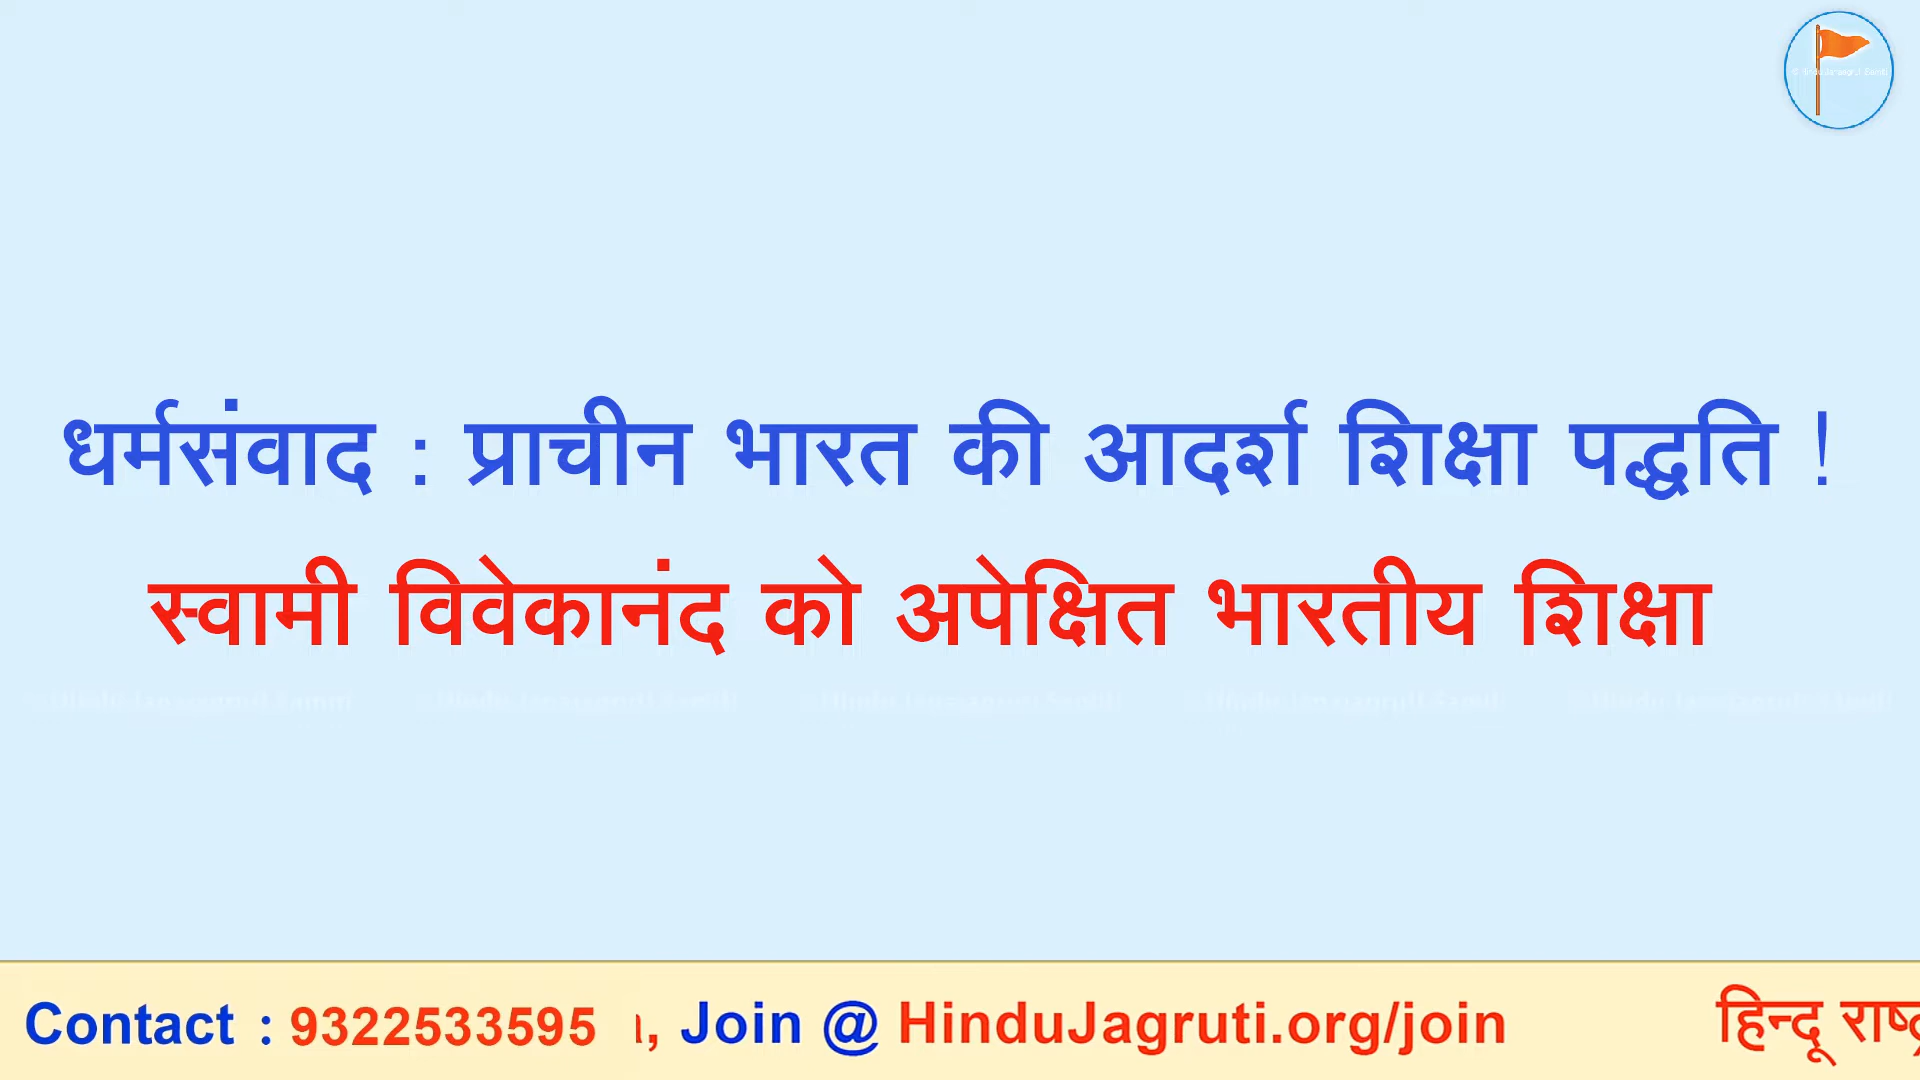 धर्मसंवाद : प्राचीन भारत की आदर्श शिक्षा पद्धति !
स्वामी विवेकानंद को अपेक्षित भारतीय शिक्षा
Contact : 9322533595 , Join @ HinduJagruti.org/join हिन्दू